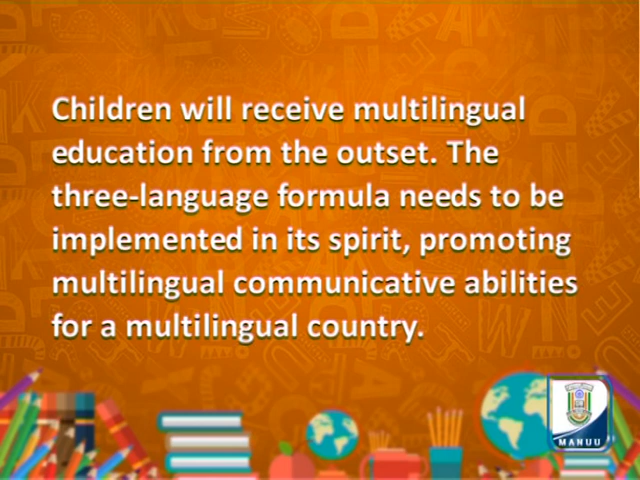 Children will receive multilingual
education from the outset. The
three-language formula needs to be
implemented in its spirit, promoting
multilingual communicative abilities
for a multilingual country.
MANUU